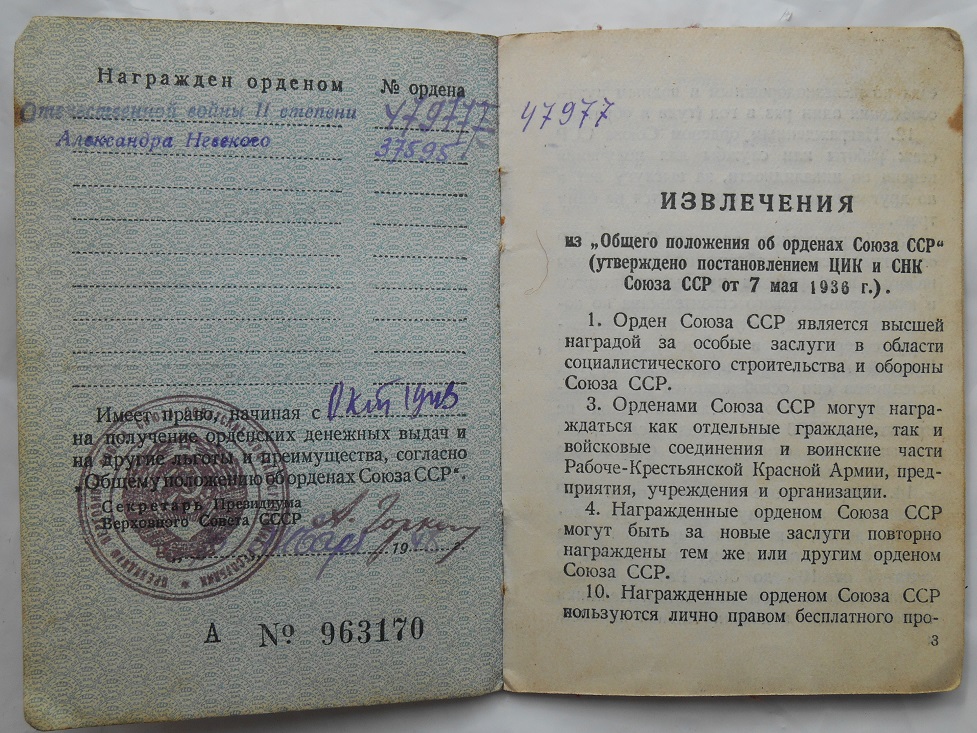 Награжден орденом № ордена
Отечественной войны II степени 479777
Александра Невского 37595
Имеет право, начиная с Окт 1943
на получение орденских денежных выдач и
на другие льготы и преимущества, согласно
„Общему положению об орденах Союза ССР“.
Секретарь Президиума
Верховного Совета СССР А. Горкин
19 г.
А № 963170
47977
ИЗВЛЕЧЕНИЯ
из „Общего положения об орденах Союза ССР“
(утверждено постановлением ЦИК и СНК
Союза ССР от 7 мая 1936 г.).
1. Орден Союза ССР является высшей
наградой за особые заслуги в области
социалистического строительства и обороны
Союза ССР.
3. Орденами Союза ССР могут награ-
ждаться как отдельные граждане, так и
войсковые соединения и воинские части
Рабоче-Крестьянской Красной Армии, пред-
приятия, учреждения и организации.
4. Награжденные орденом Союза ССР
могут быть за новые заслуги повторно
награждены тем же или другим орденом
Союза ССР.
10. Награжденные орденом Союза ССР
пользуются лично правом бесплатного про-
3